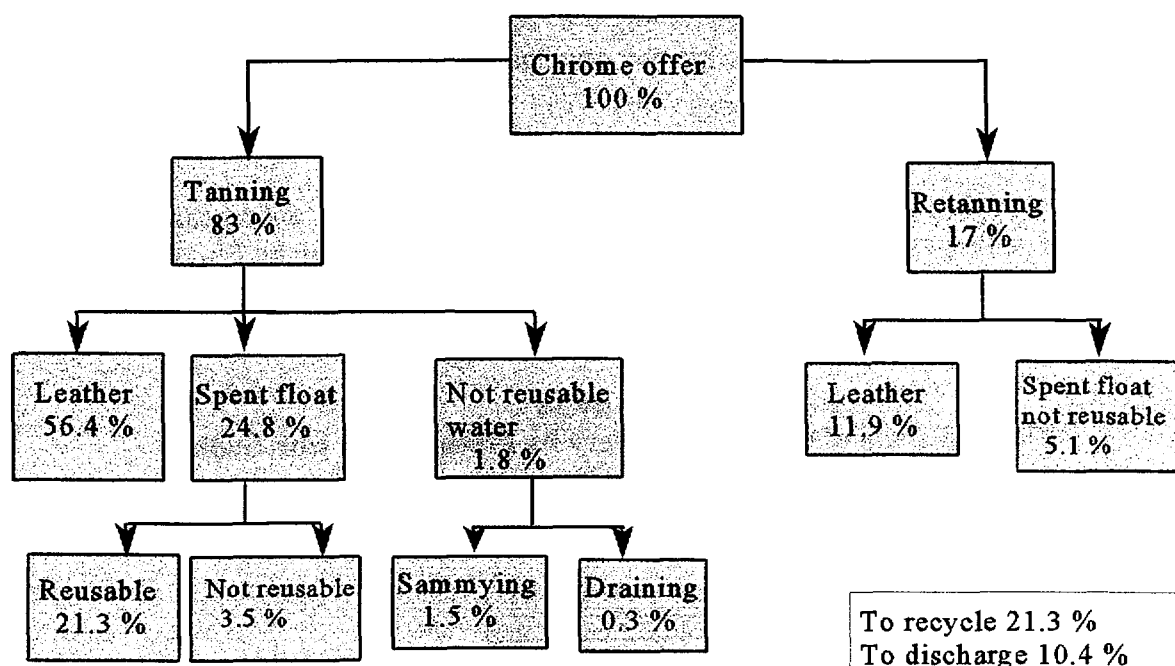 Chrome offer
100 %
Tanning
83 %
Retanning
17 %
Leather
56.4 %
Spent float
24.8 %
Not reusable
water
1.8 %
Leather
11,9 %
Spent float
not reusable
5.1 %
Reusable
21.3 %
Not reusable
3.5 %
Sammying
1.5 %
Draining
0.3 %
To recycle 21.3 %
To discharge 10.4 %